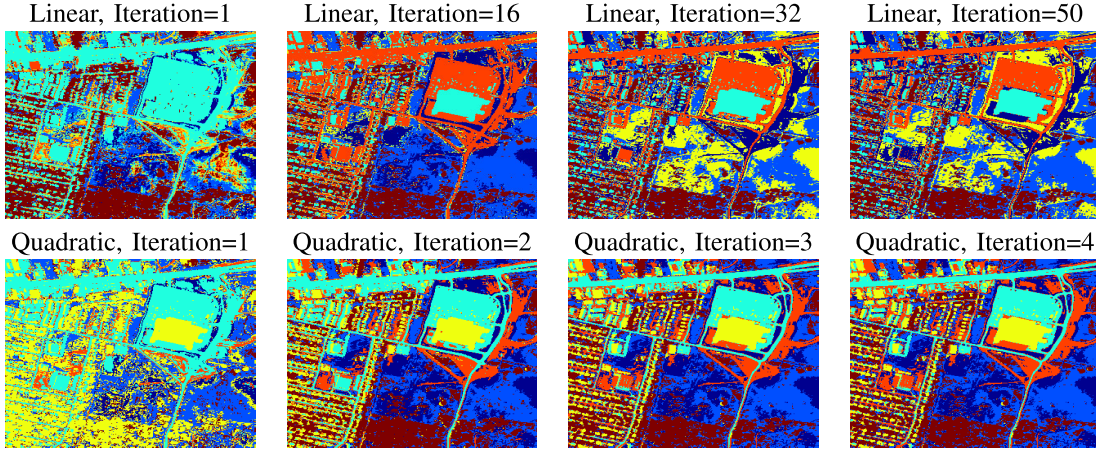 Linear, Iteration=1
Linear, Iteration=16
Linear, Iteration=32
Linear, Iteration=50
Quadratic, Iteration=1
Quadratic, Iteration=2
Quadratic, Iteration=3
Quadratic, Iteration=4